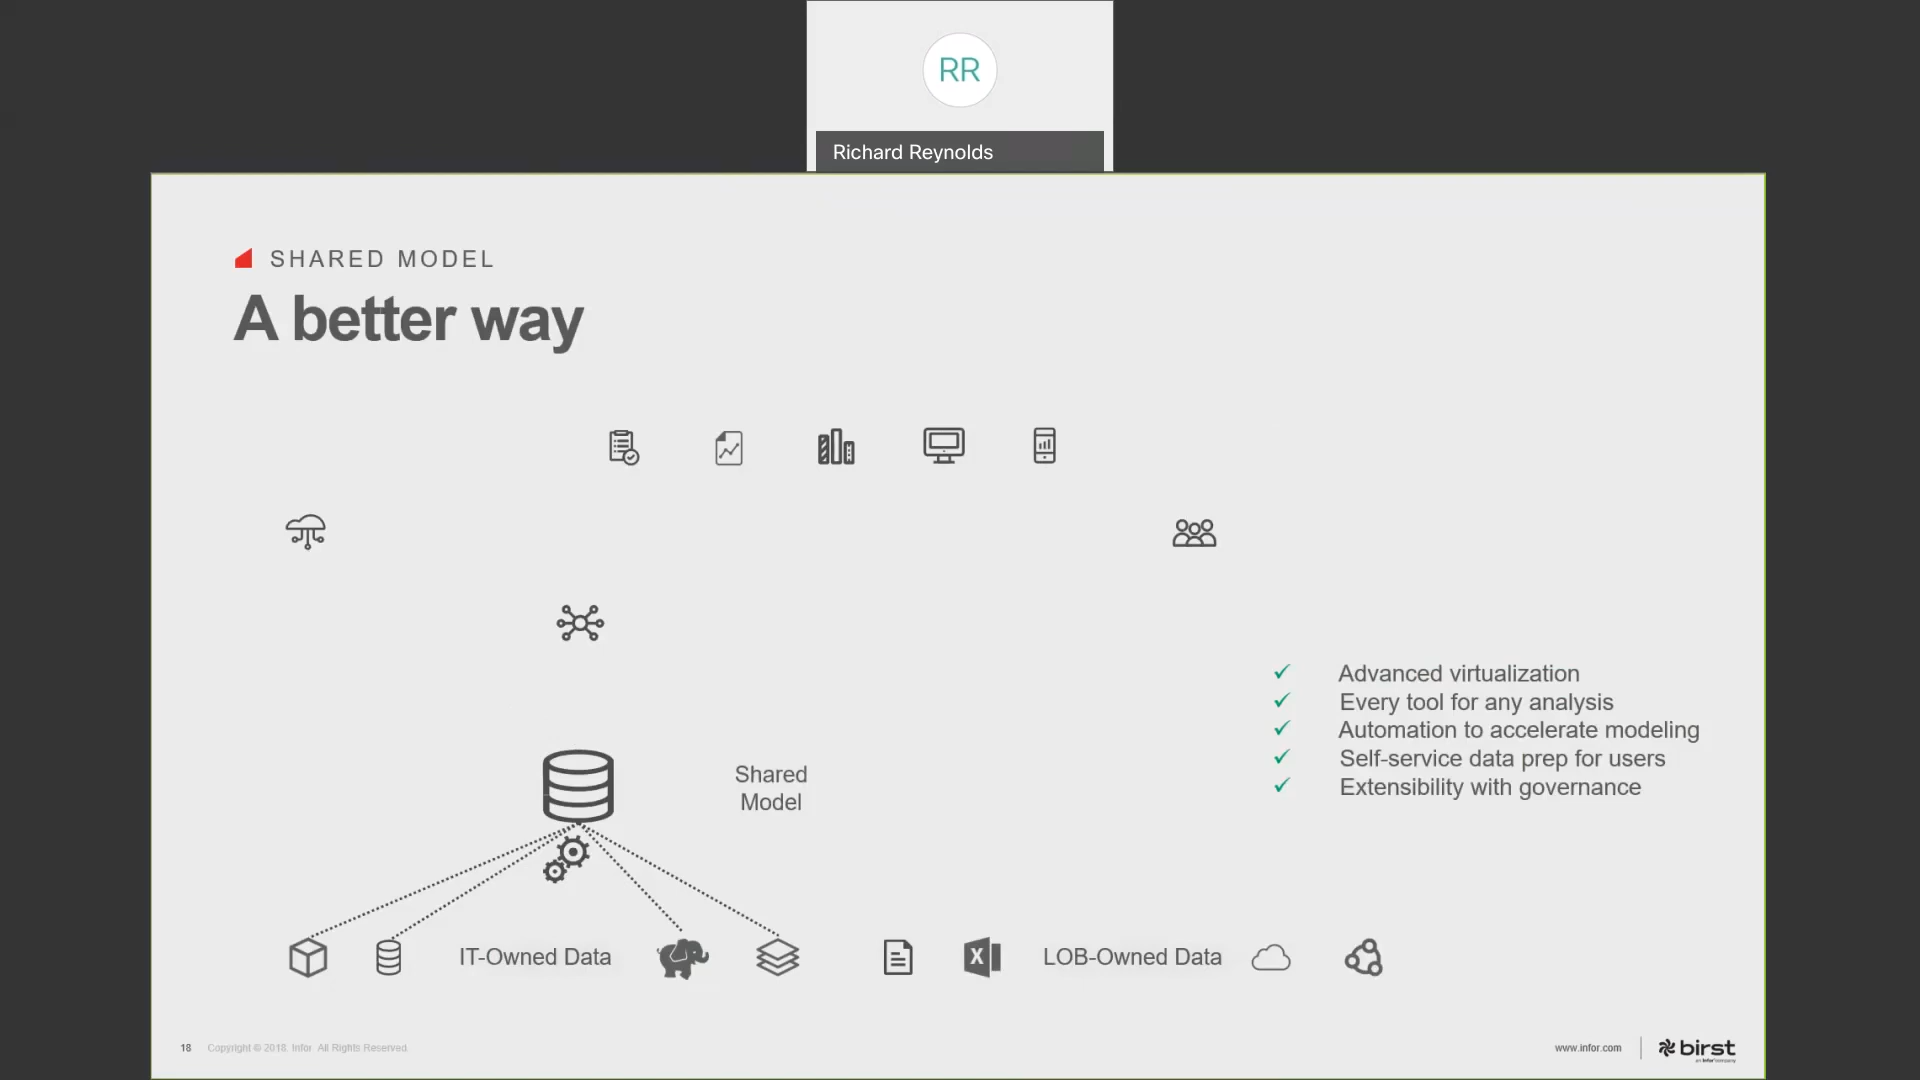 RR
Richard Reynolds
SHARED MODEL
A better way
Advanced virtualization
Every tool for any analysis
Automation to accelerate modeling
Self-service data prep for users
Extensibility with governance
Shared
Model
IT-Owned Data
X
LOB-Owned Data
18 Copyright © 2018. Infor. All Rights Reserved.
www.infor.com
birst
an infor company